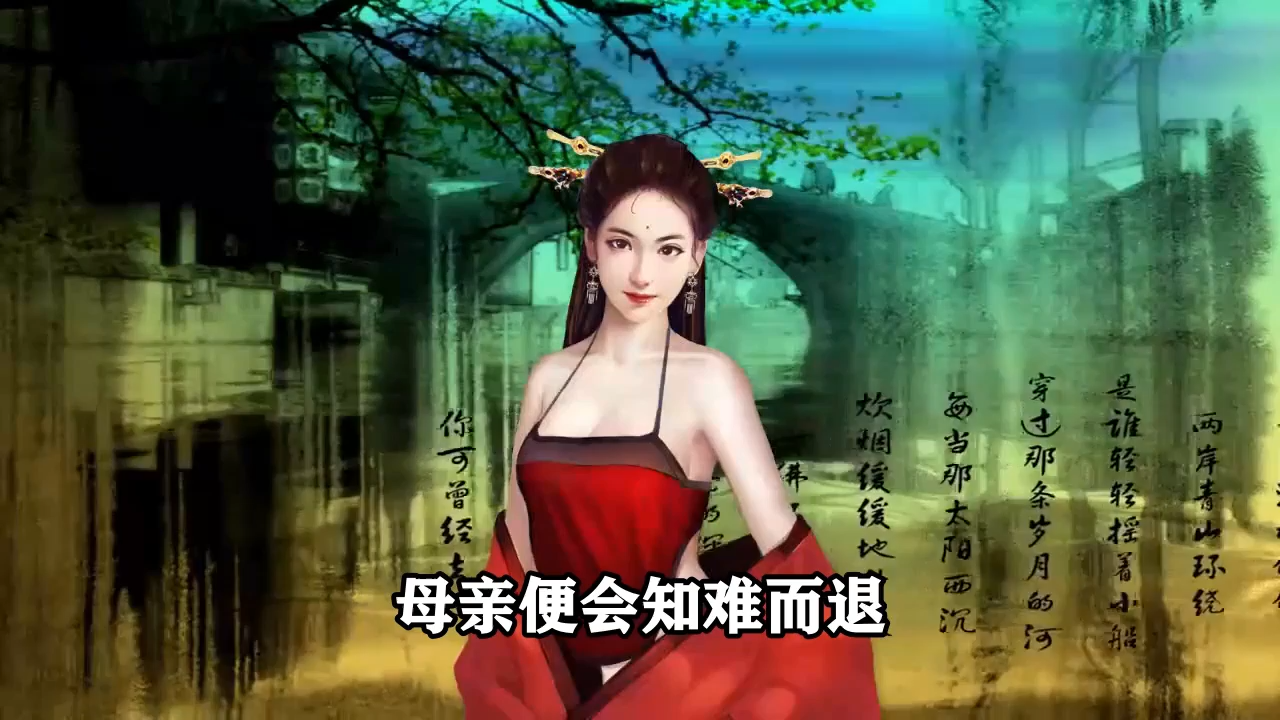 两岸青山环绕
是谁轻轻摇着小船
穿过那条岁月的河
每当那太阳西沉
炊烟缓缓地
你可曾经
母亲便会知难而退